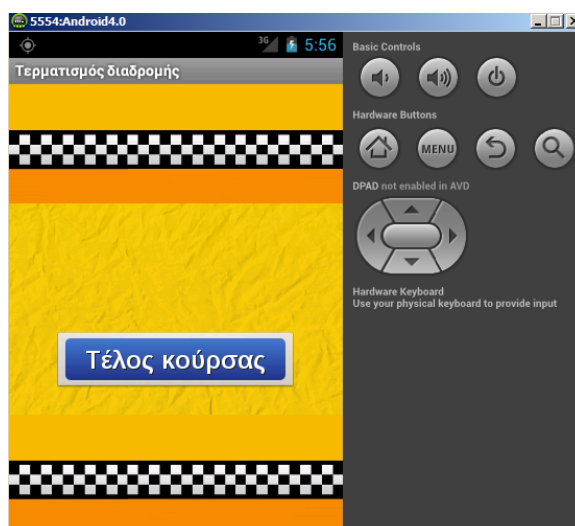 5554:Android4.0
3G 5:56
Τερματισμός διαδρομής
Τέλος κούρσας
Basic Controls
Hardware Buttons
MENU
DPAD not enabled in AVD
Hardware Keyboard
Use your physical keyboard to provide input